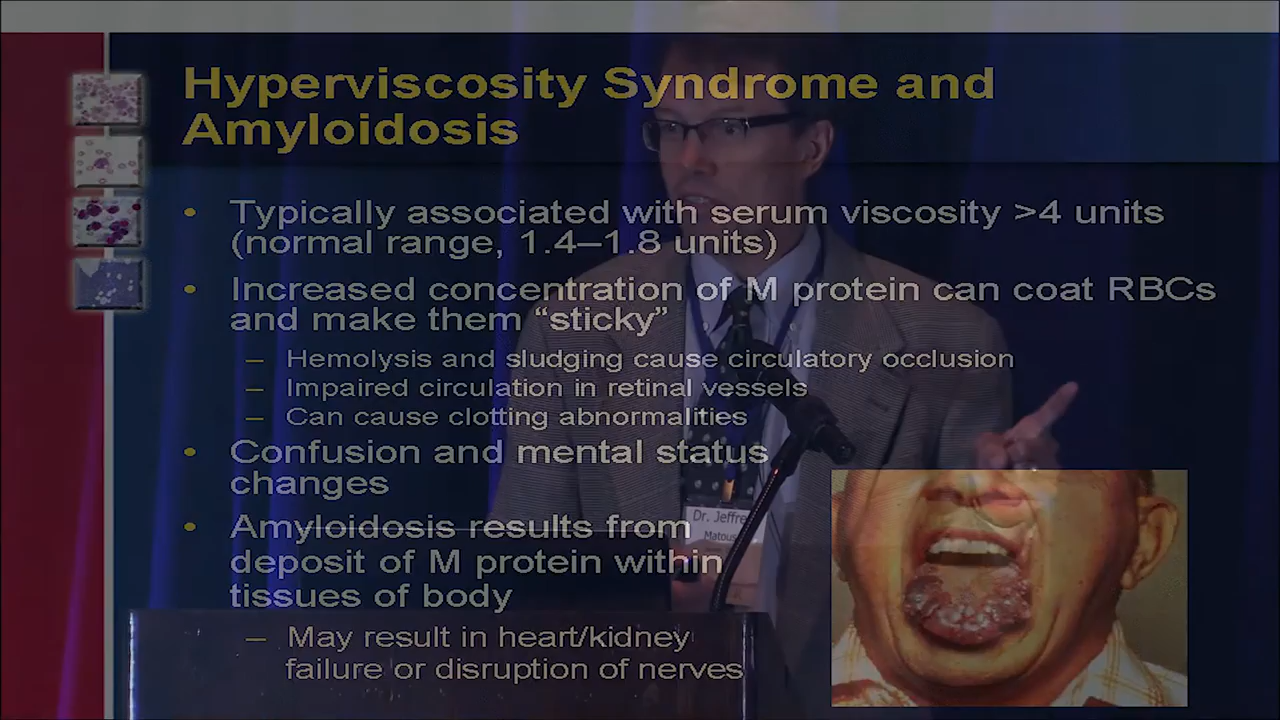 Hyperviscosity Syndrome and
Amyloidosis
• Typically associated with serum viscosity >4 units
(normal range, 1.4–1.8 units)
• Increased concentration of M protein can coat RBCs
and make them “sticky”
– Hemolysis and sludging cause circulatory occlusion
– Impaired circulation in retinal vessels
– Can cause clotting abnormalities
• Confusion and mental status
changes
• Amyloidosis results from
deposit of M protein within
tissues of body
– May result in heart/kidney
failure or disruption of nerves
Dr. Jeffre
Matous